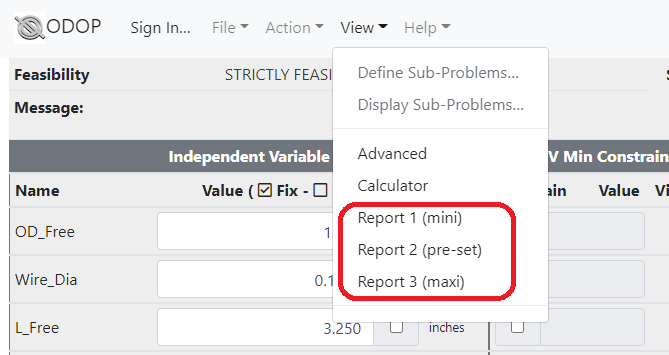 ODOP Sign In... File Action View Help
Define Sub-Problems...
Display Sub-Problems...
Advanced
Calculator
Report 1 (mini)
Report 2 (pre-set)
Report 3 (maxi)
Feasibility STRICTLY FEASI
Message:
Independent Variable V Min Constrain
Name Value ( Fix - Value
OD_Free 1
Wire_Dia 0.1
L_Free 3.250 inches